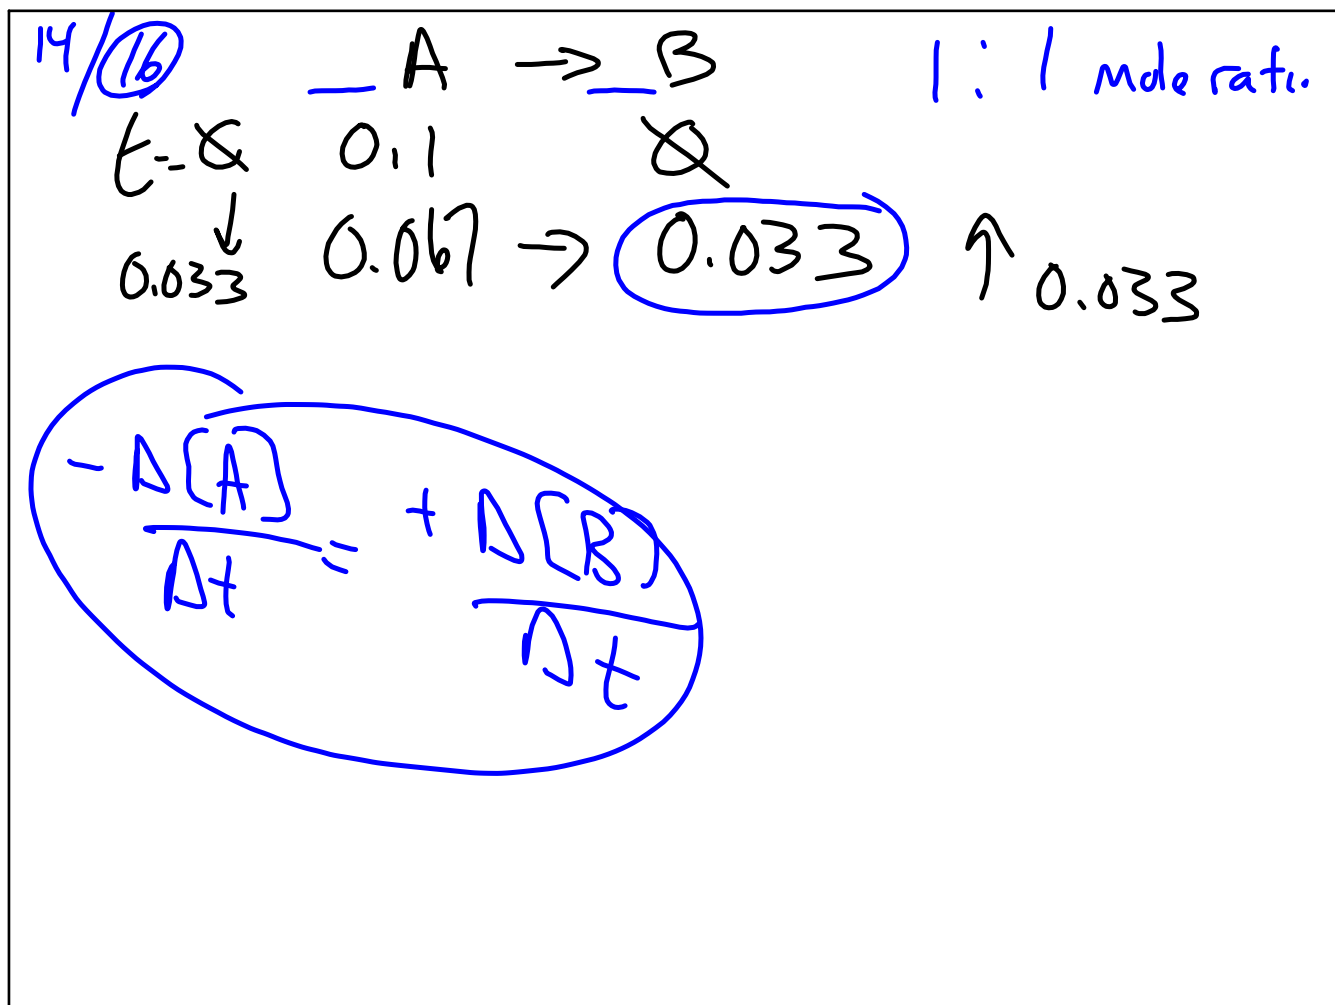 14/16 _A → _B 1 : 1 mole ratio
t=0 0.1 0
↓ 0.033 0.067 → 0.033 ↑ 0.033
-Δ[A]/Δt = +Δ[B]/Δt